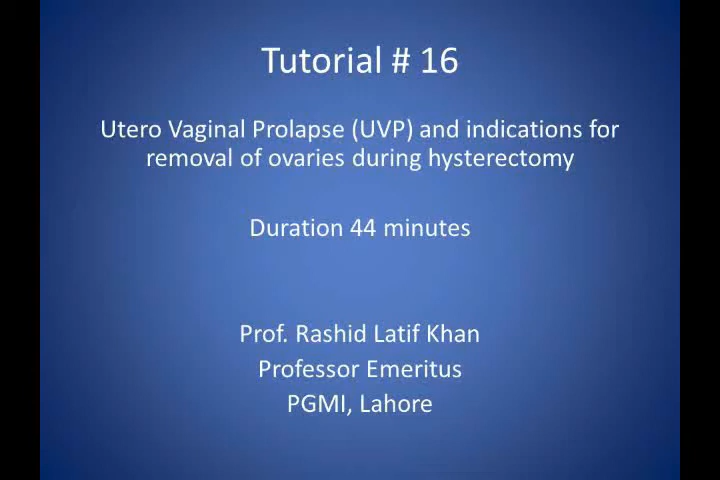 Tutorial # 16
Utero Vaginal Prolapse (UVP) and indications for
removal of ovaries during hysterectomy
Duration 44 minutes
Prof. Rashid Latif Khan
Professor Emeritus
PGMI, Lahore